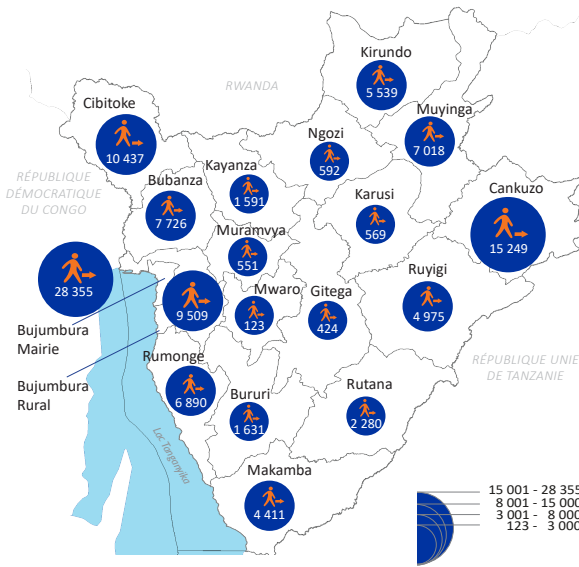 Kirundo
5 539
RWANDA
Cibitoke
10 437
Muyinga
7 018
Ngozi
592
RÉPUBLIQUE
DÉMOCRATIQUE
DU CONGO
Kayanza
1 591
Bubanza
7 726
Karusi
569
Cankuzo
15 249
Muramvya
551
28 355
Bujumbura
Mairie
9 509
Mwaro
123
Gitega
424
Ruyigi
4 975
Bujumbura
Rural
Rumonge
6 890
RÉPUBLIQUE UNIE
DE TANZANIE
Bururi
1 631
Rutana
2 280
Lac Tanganyika
Makamba
4 411
15 001 - 28 355
8 001 - 15 000
3 001 - 8 000
123 - 3 000